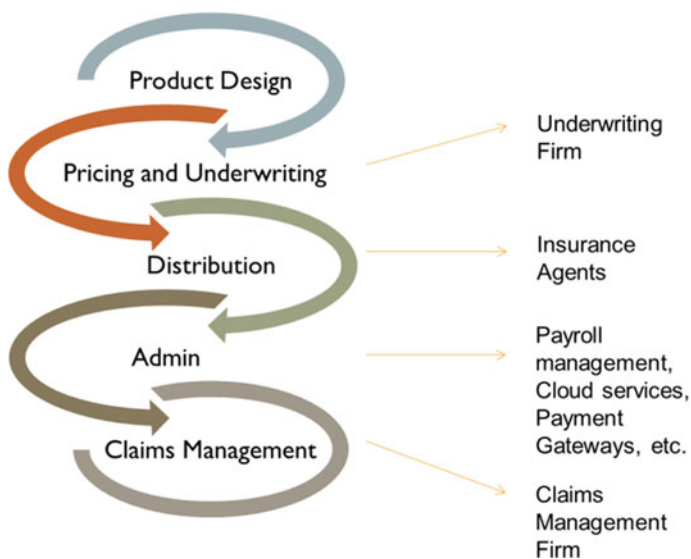 Product Design
Underwriting
Firm
Pricing and Underwriting
Insurance
Agents
Distribution
Payroll
management,
Cloud services,
Payment
Gateways, etc.
Admin
Claims Management
Claims
Management
Firm